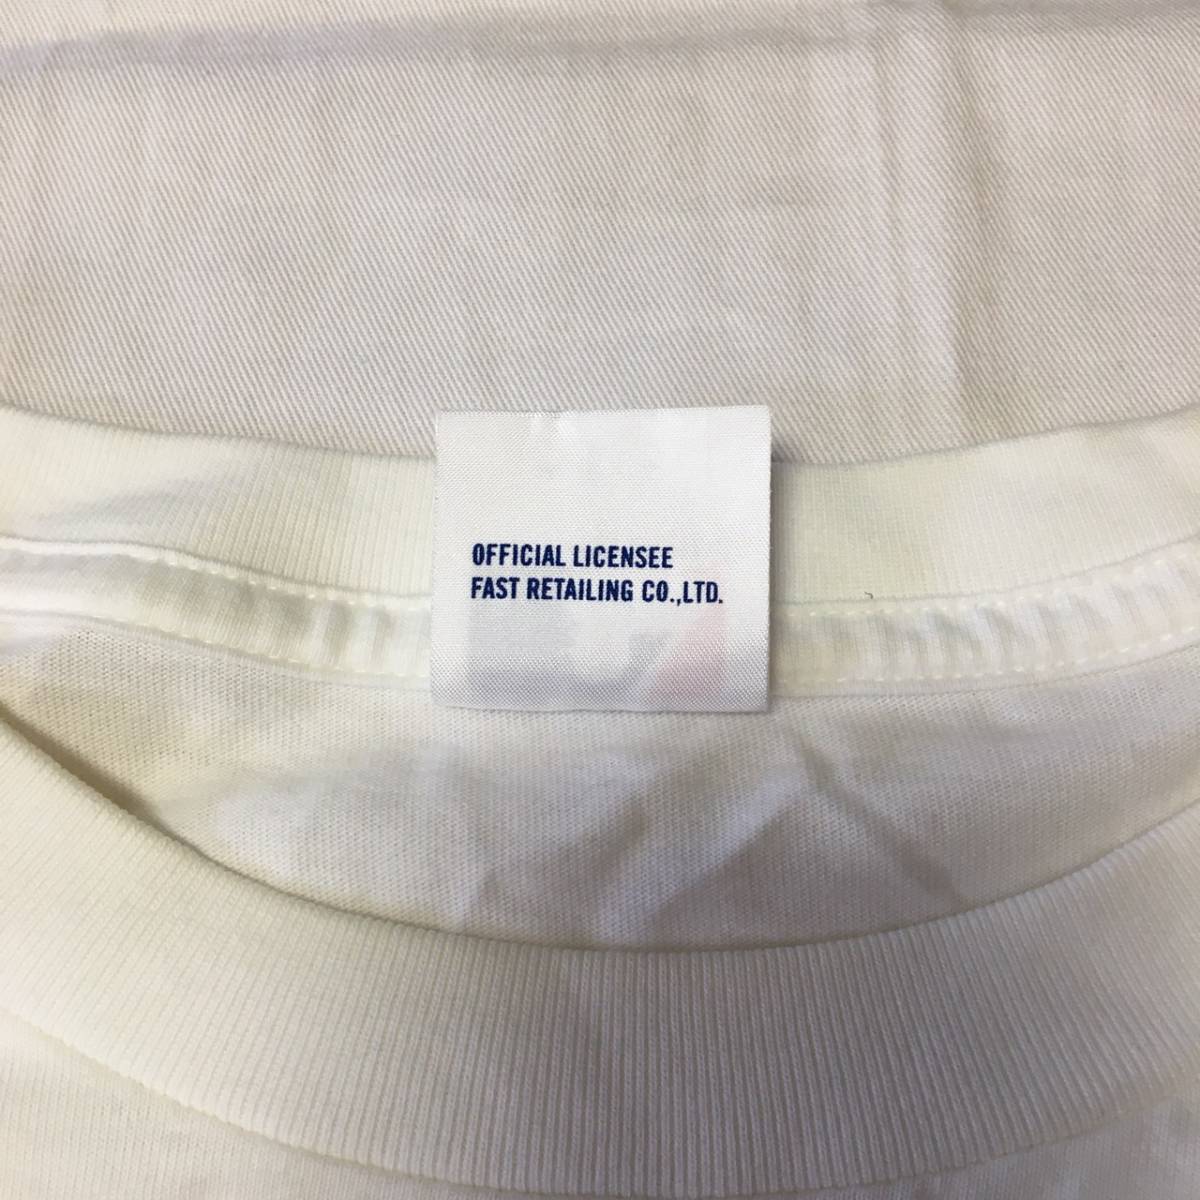 OFFICIAL LICENSEE
FAST RETAILING CO.,LTD.